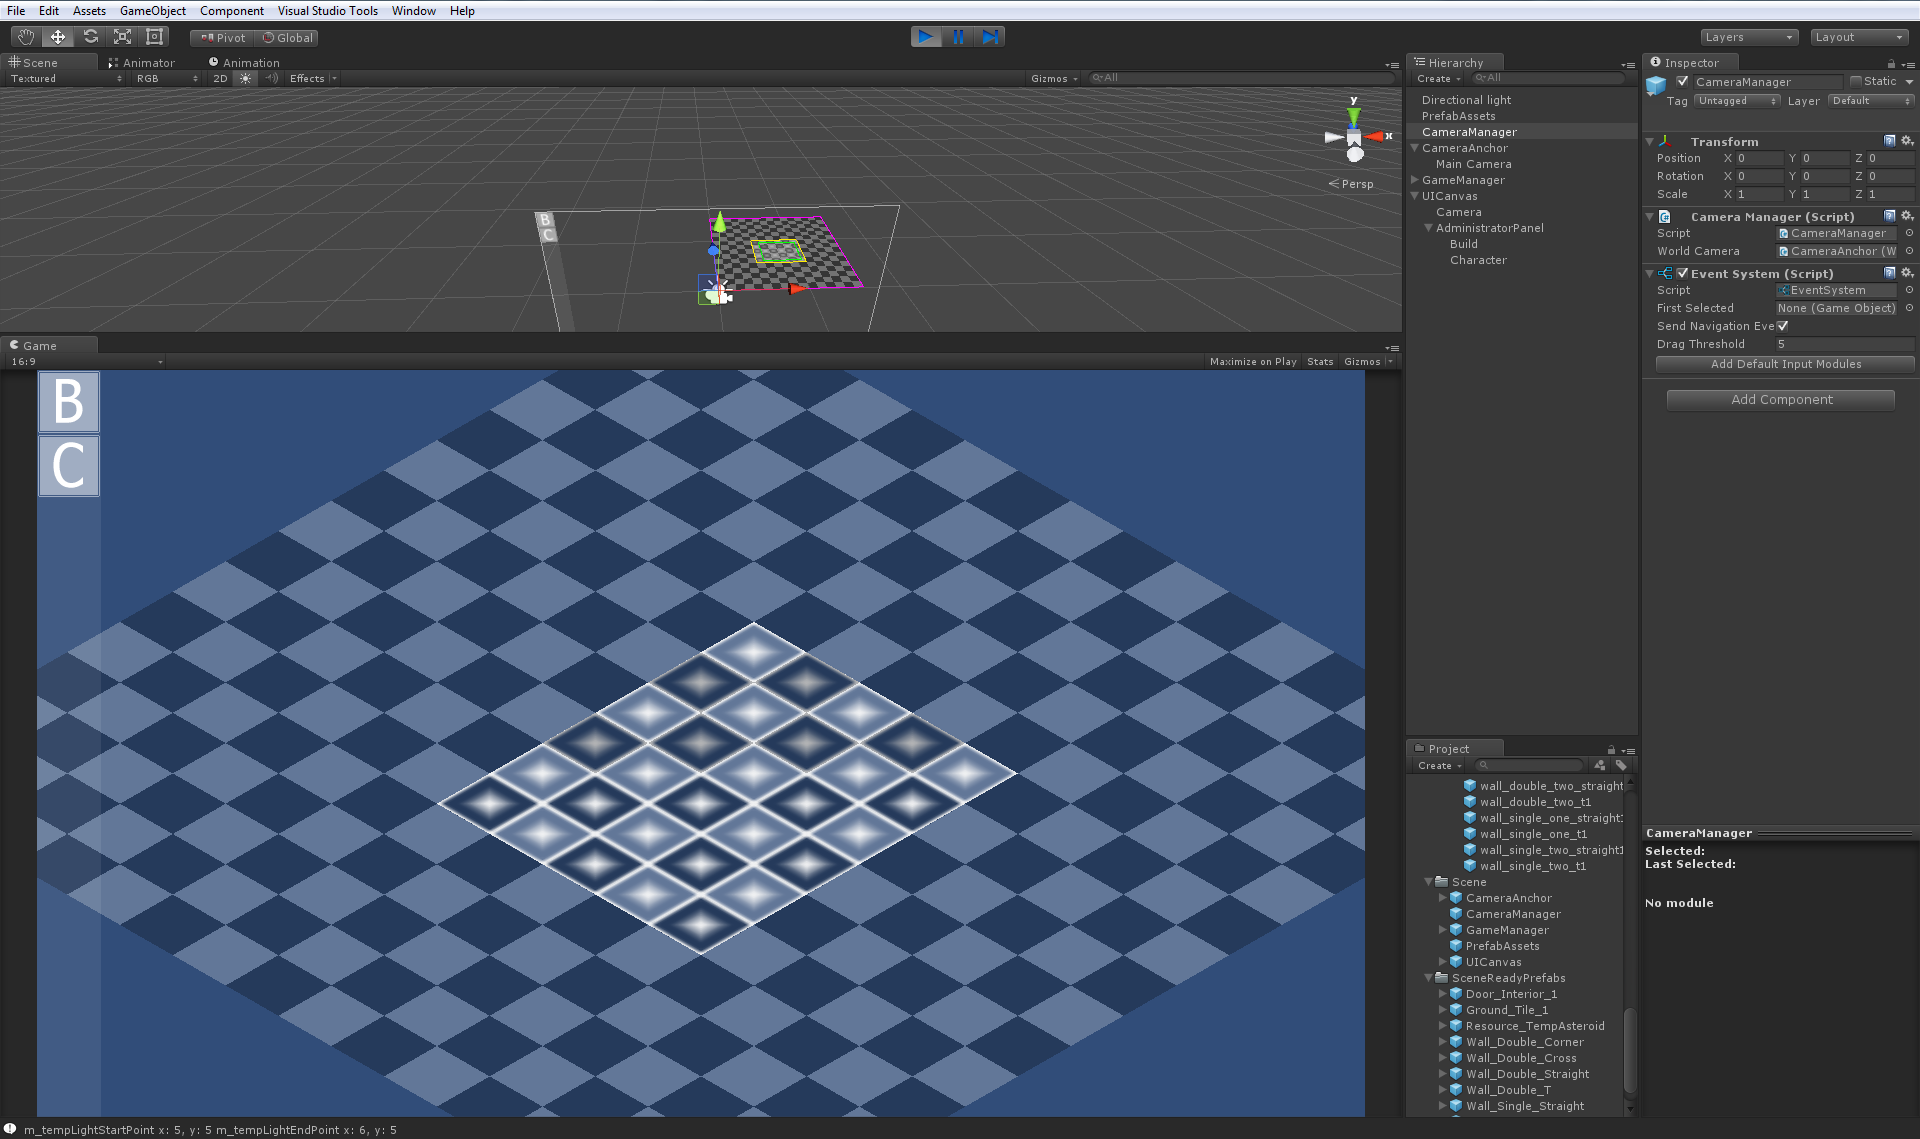 File Edit Assets GameObject Component Visual Studio Tools Window Help
Pivot Global Layers Layout
Scene Animator Animation
Textured RGB 2D Effects Gizmos All
y
x
Persp
B
C
Game
16:9 Maximize on Play Stats Gizmos
B
C
Hierarchy
Create All
Directional light
PrefabAssets
CameraManager
CameraAnchor
Main Camera
GameManager
UICanvas
Camera
AdministratorPanel
Build
Character
Project
Create
wall_double_two_straight
wall_double_two_t1
wall_single_one_straight1
wall_single_one_t1
wall_single_two_straight1
wall_single_two_t1
Scene
CameraAnchor
CameraManager
GameManager
PrefabAssets
UICanvas
SceneReadyPrefabs
Door_Interior_1
Ground_Tile_1
Resource_TempAsteroid
Wall_Double_Corner
Wall_Double_Cross
Wall_Double_Straight
Wall_Double_T
Wall_Single_Straight
Inspector
CameraManager Static
Tag Untagged Layer Default
Transform
Position X 0 Y 0 Z 0
Rotation X 0 Y 0 Z 0
Scale X 1 Y 1 Z 1
Camera Manager (Script)
Script CameraManager
World Camera CameraAnchor (W
Event System (Script)
Script EventSystem
First Selected None (Game Object)
Send Navigation Eve
Drag Threshold 5
Add Default Input Modules
Add Component
CameraManager
Selected:
Last Selected:
No module
m_tempLightStartPoint x: 5, y: 5 m_tempLightEndPoint x: 6, y: 5